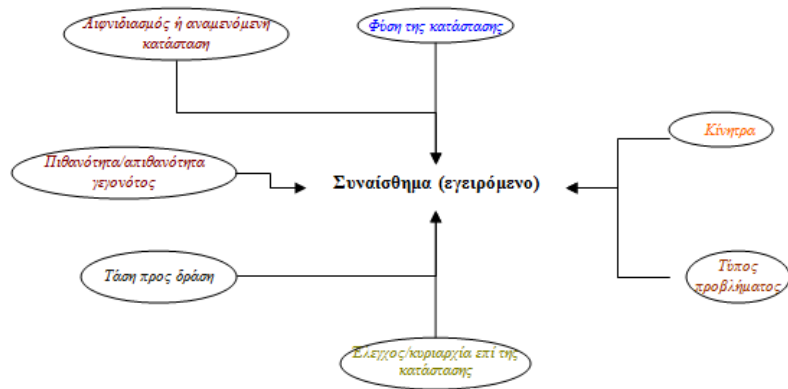 Αιφνιδιασμός ή αναμενόμενη
κατάσταση
Φύση της κατάστασης
Κίνητρα
Πιθανότητα/απιθανότητα
γεγονότος
Συναίσθημα (εγειρόμενο)
Τάση προς δράση
Τύπος
προβλήματος
Έλεγχος/κυριαρχία επί της
κατάστασης